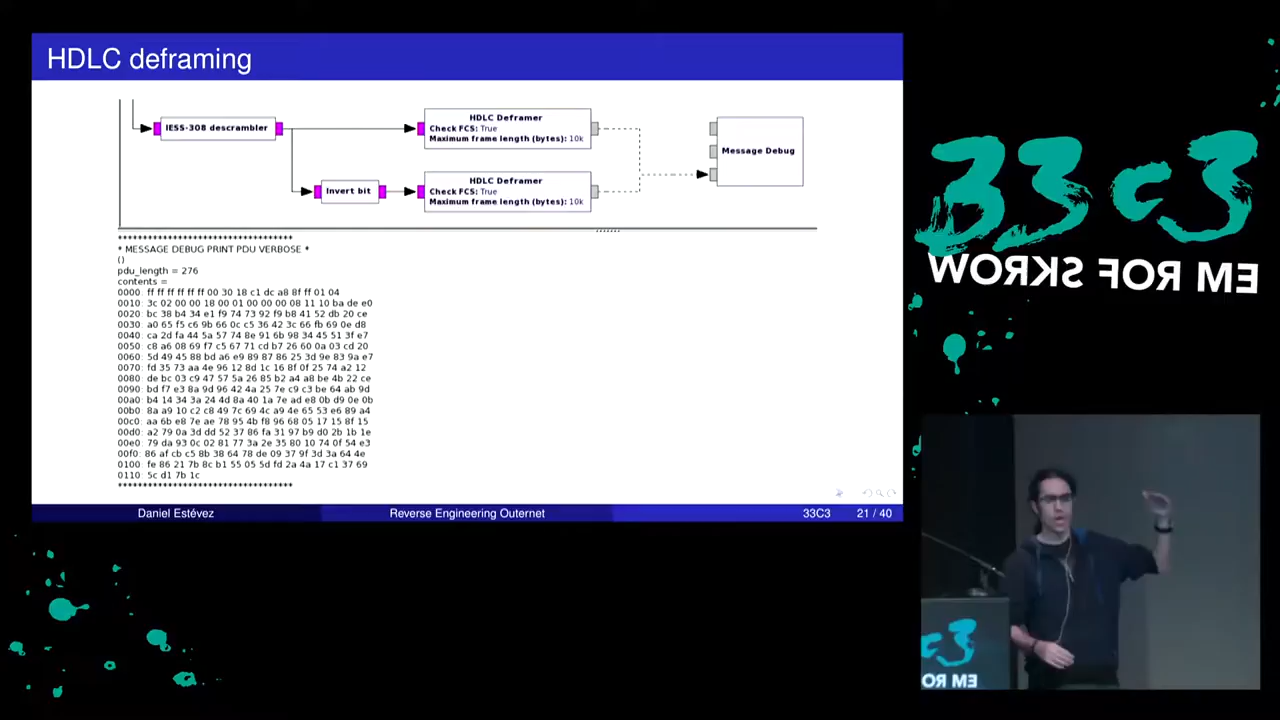 HDLC deframing
IESS-308 descrambler
HDLC Deframer
Check FCS: True
Maximum frame length (bytes): 10k
Message Debug
Invert bit
HDLC Deframer
Check FCS: True
Maximum frame length (bytes): 10k
***********************************
* MESSAGE DEBUG PRINT PDU VERBOSE *
()
pdu_length = 276
contents =
0000: ff ff ff ff ff ff 00 30 18 c1 dc a8 8f ff 01 04
0010: 3c 02 00 00 18 00 01 00 00 00 08 11 10 ba de e0
0020: bc 38 b4 34 e1 f9 74 73 92 f9 b8 41 52 db 20 ce
0030: a0 65 f5 c6 9b 66 0c c5 36 42 3c 66 fb 69 0e d8
0040: ca 2d fa 44 5a 57 74 8e 91 6b 98 34 45 51 3f e7
0050: c8 a6 08 69 f7 c5 67 71 cd b7 26 60 0a 03 cd 20
0060: 5d 49 45 88 bd a6 e9 89 87 86 25 3d 9e 83 9a e7
0070: fd 35 73 aa 4e 96 12 8d 1c 16 8f 0f 25 74 a2 12
0080: de bc 03 c9 47 57 5a 26 85 b2 a4 a8 be 4b 22 ce
0090: bd f7 e3 8a 9d 96 42 4a 25 7e c9 c3 be 64 ab 9d
00a0: b4 14 34 3a 24 4d 8a 40 1a 7e ad e8 0b d9 0e 0b
00b0: 8a a9 10 c2 c8 49 7c 69 4c a9 4e 65 53 e6 89 a4
00c0: aa 6b e8 7e ae 78 95 4b f8 96 68 05 17 15 8f 15
00d0: a2 79 0a 3d dd 52 37 86 fa 31 97 b9 d0 2b 1b 1e
00e0: 79 da 93 0c 02 81 77 3a 2e 35 80 10 74 0f 54 e3
00f0: 86 af cb c5 8b 38 64 78 de 09 37 9f 3d 3a 64 4e
0100: fe 86 21 7b 8c b1 55 05 5d fd 2a 4a 17 c1 37 69
0110: 5c d1 7b 1c
***********************************
Daniel Estévez
Reverse Engineering Outernet
33C3
21 / 40
33c3
WORKS FOR ME
c3
OR ME